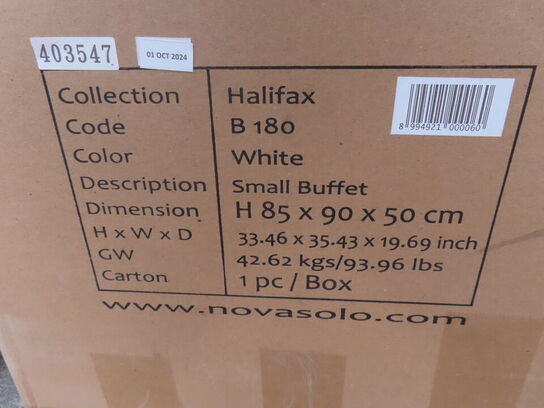 403547
01 OCT 2024
Collection Halifax
Code B 180
8 994921 000060
Color White
Description Small Buffet
Dimension H 85 x 90 x 50 cm
H x W x D 33.46 x 35.43 x 19.69 inch
GW 42.62 kgs/93.96 lbs
Carton 1 pc / Box
www.novasolo.com